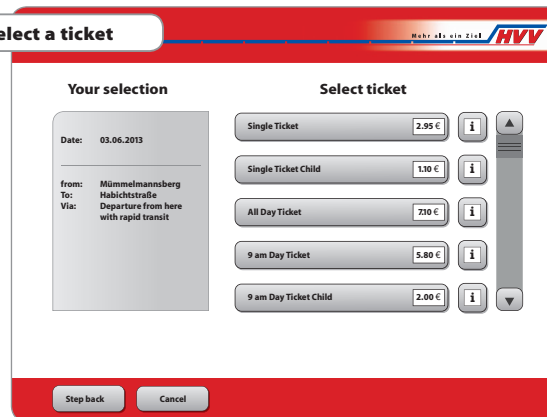 elect a ticket
Mehr als ein Ziel HVV
Your selection
Select ticket
Date: 03.06.2013
from: Mümmelmannsberg
To: Habichtstraße
Via: Departure from here
with rapid transit
Single Ticket 2.95 € i
Single Ticket Child 1.10 € i
All Day Ticket 7.10 € i
9 am Day Ticket 5.80 € i
9 am Day Ticket Child 2.00 € i
Step back
Cancel